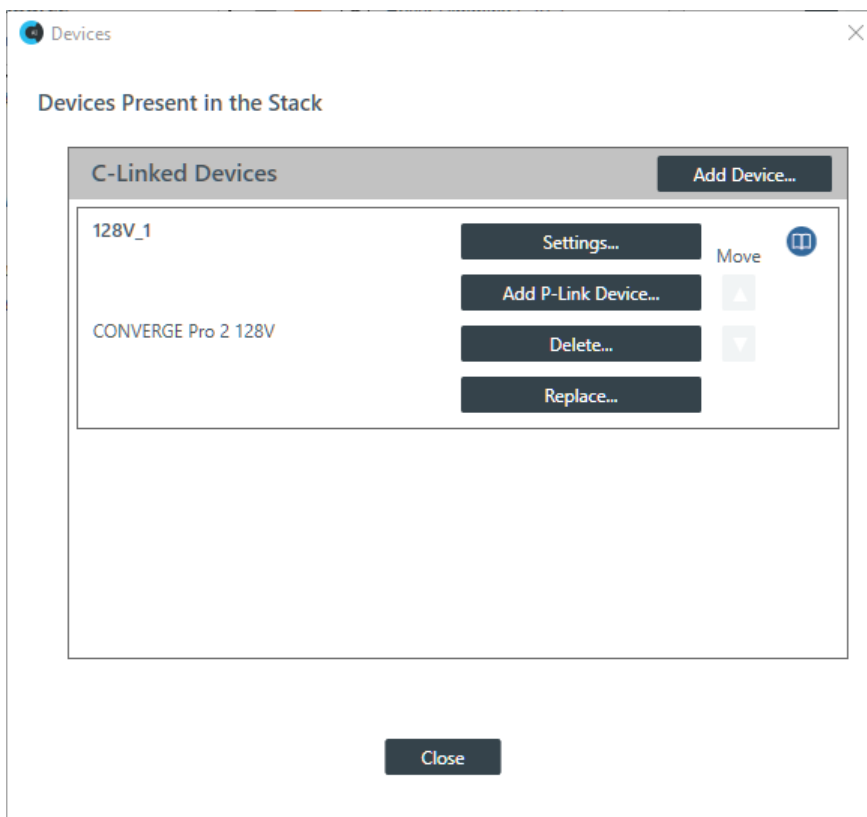 Devices
Devices Present in the Stack
C-Linked Devices
Add Device...
128V_1
Settings...
Move
Add P-Link Device...
CONVERGE Pro 2 128V
Delete...
Replace...
Close